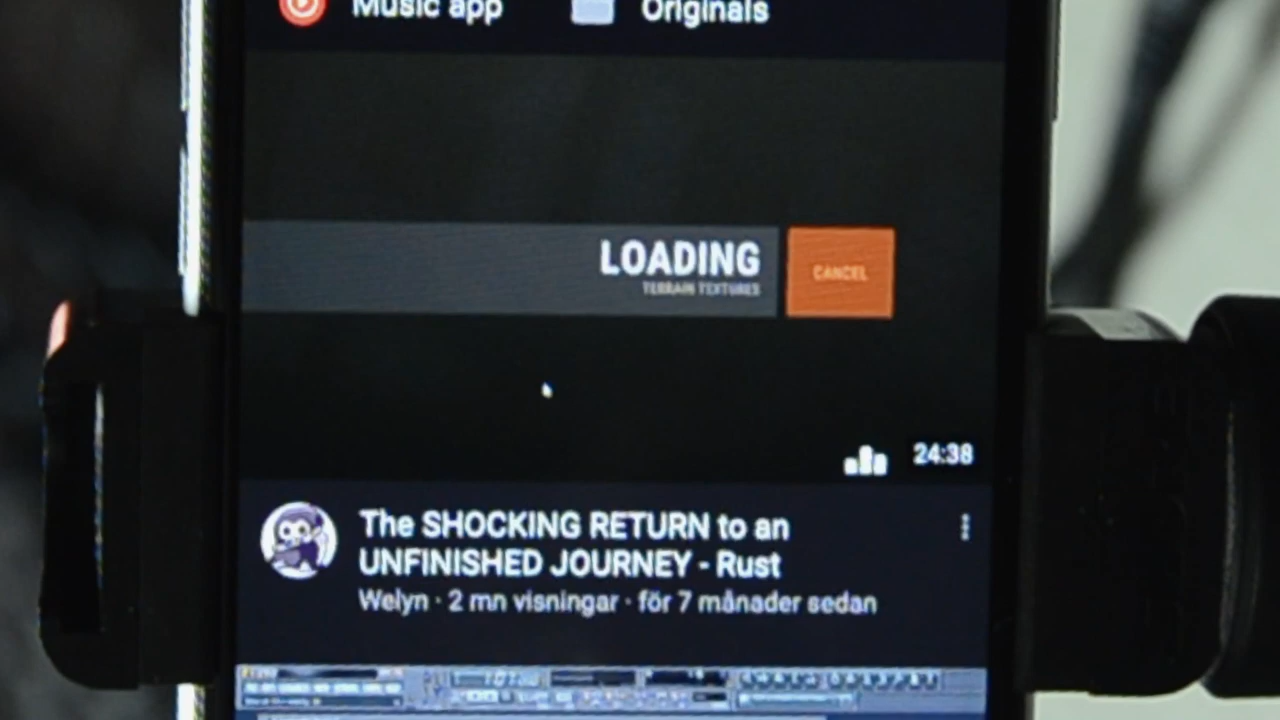 Music app
Originals
LOADING
TERRAIN TEXTURES
CANCEL
24:38
The SHOCKING RETURN to an
UNFINISHED JOURNEY - Rust
Welyn · 2 mn visningar · för 7 månader sedan